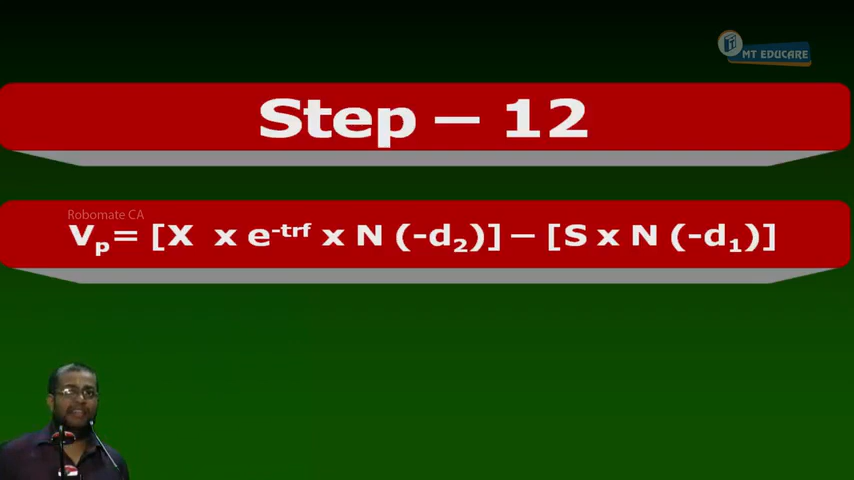 MT EDUCARE
Step – 12
Robomate CA
Vₚ= [X x e⁻ᵗʳᶠ x N (-d₂)] – [S x N (-d₁)]